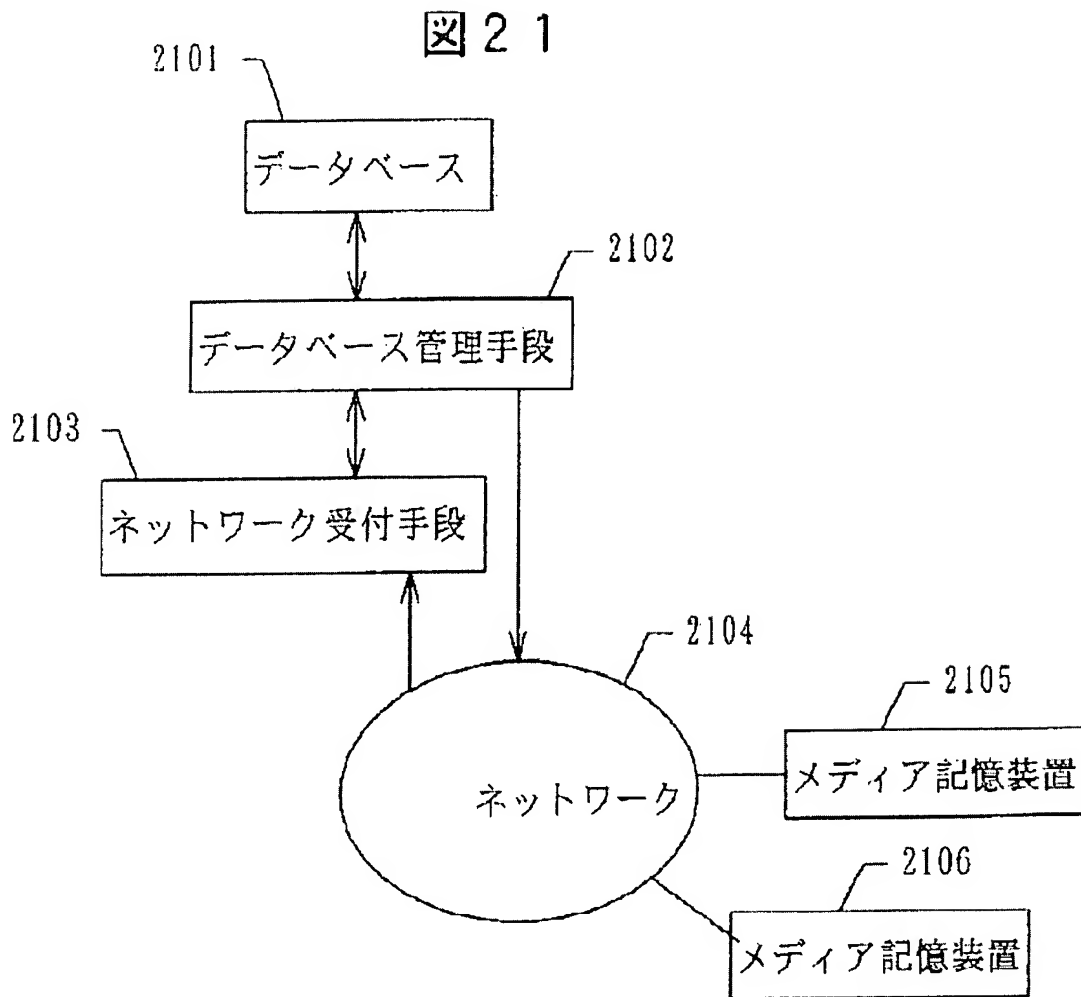 図21
2101
データベース
2102
データベース管理手段
2103
ネットワーク受付手段
2104
2105
ネットワーク
メディア記憶装置
2106
メディア記憶装置